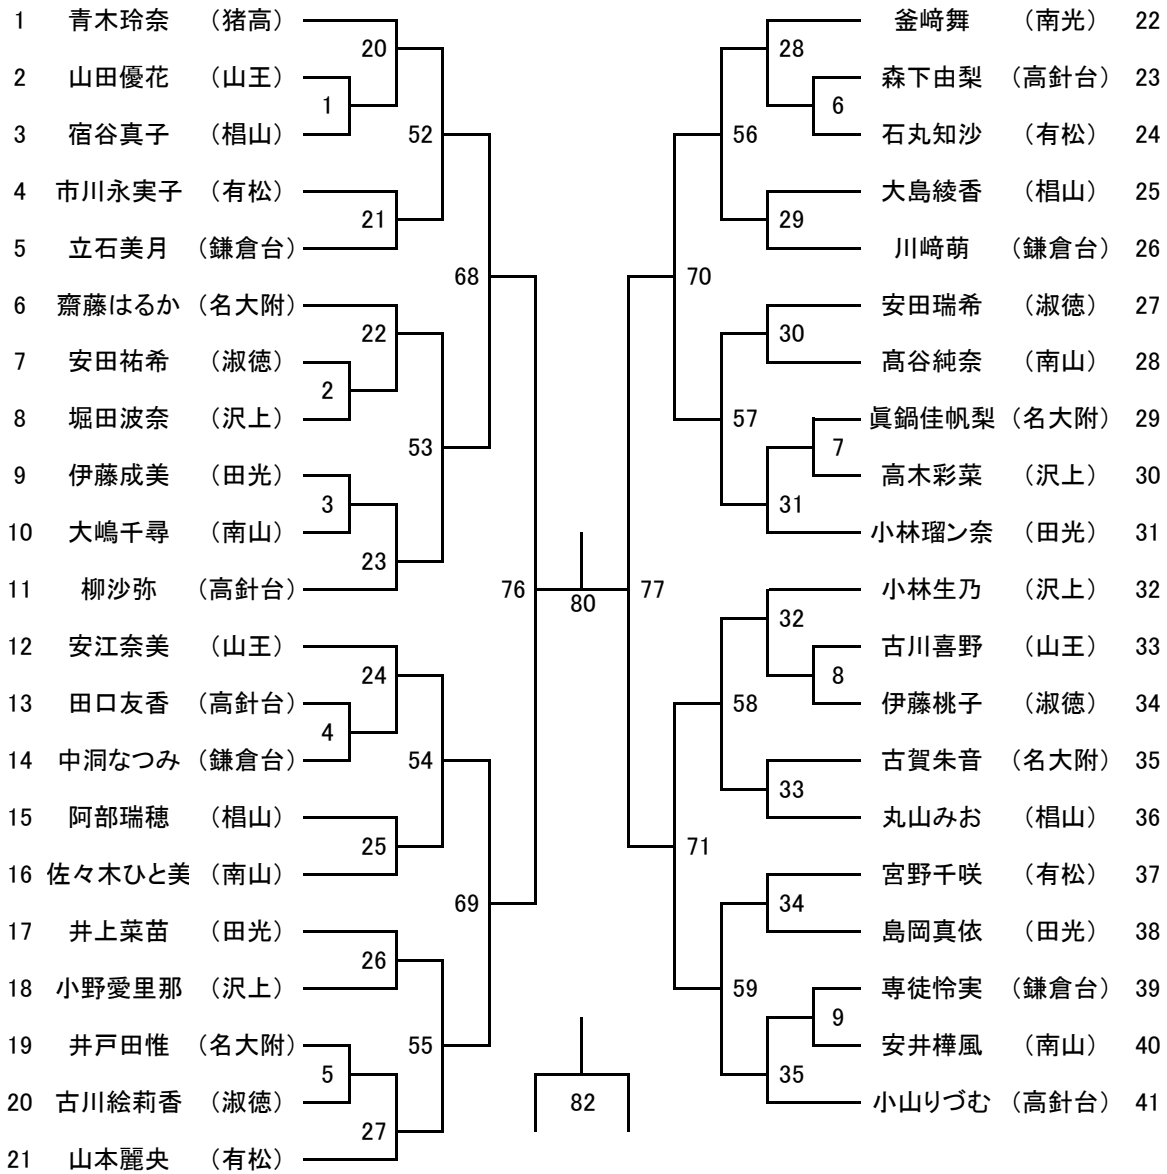 1 青木玲奈 （猪高）
2 山田優花 （山王）
3 宿谷真子 （椙山）
4 市川永実子 （有松）
5 立石美月 （鎌倉台）
6 齋藤はるか （名大附）
7 安田祐希 （淑徳）
8 堀田波奈 （沢上）
9 伊藤成美 （田光）
10 大嶋千尋 （南山）
11 柳沙弥 （高針台）
12 安江奈美 （山王）
13 田口友香 （高針台）
14 中洞なつみ （鎌倉台）
15 阿部瑞穂 （椙山）
16 佐々木ひと美 （南山）
17 井上菜苗 （田光）
18 小野愛里那 （沢上）
19 井戸田惟 （名大附）
20 古川絵莉香 （淑徳）
21 山本麗央 （有松）
20
1
52
21
68
22
2
53
3
23
76
24
4
54
25
69
26
55
5
27
80
82
77
28
6
56
29
70
30
57
7
31
32
8
58
33
71
34
59
9
35
釜﨑舞 （南光） 22
森下由梨 （高針台） 23
石丸知沙 （有松） 24
大島綾香 （椙山） 25
川﨑萌 （鎌倉台） 26
安田瑞希 （淑徳） 27
髙谷純奈 （南山） 28
眞鍋佳帆梨 （名大附） 29
高木彩菜 （沢上） 30
小林瑠ン奈 （田光） 31
小林生乃 （沢上） 32
古川喜野 （山王） 33
伊藤桃子 （淑徳） 34
古賀朱音 （名大附） 35
丸山みお （椙山） 36
宮野千咲 （有松） 37
島岡真依 （田光） 38
専徒怜実 （鎌倉台） 39
安井樺風 （南山） 40
小山りづむ （高針台） 41